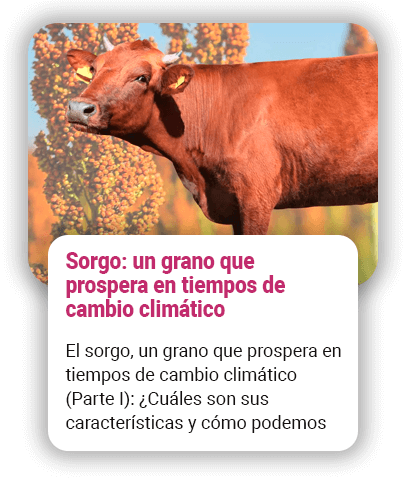 Sorgo: un grano que
prospera en tiempos de
cambio climático
El sorgo, un grano que prospera en
tiempos de cambio climático
(Parte I): ¿Cuáles son sus
características y cómo podemos